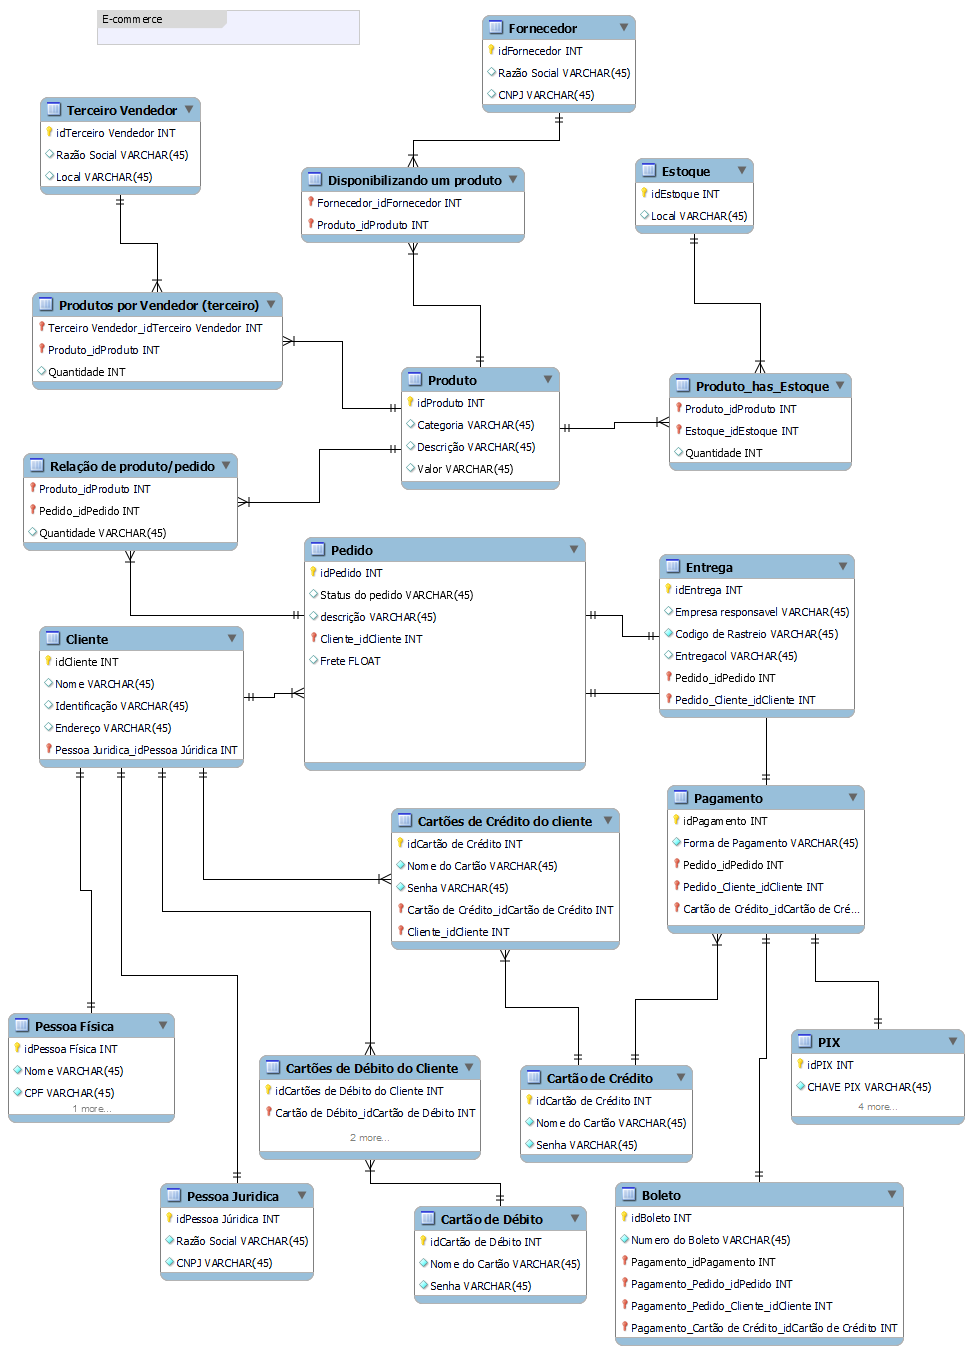 E-commerce
Fornecedor
idFornecedor INT
Razão Social VARCHAR(45)
CNPJ VARCHAR(45)
Terceiro Vendedor
idTerceiro Vendedor INT
Razão Social VARCHAR(45)
Local VARCHAR(45)
Disponibilizando um produto
Fornecedor_idFornecedor INT
Produto_idProduto INT
Estoque
idEstoque INT
Local VARCHAR(45)
Produtos por Vendedor (terceiro)
Terceiro Vendedor_idTerceiro Vendedor INT
Produto_idProduto INT
Quantidade INT
Produto
idProduto INT
Categoria VARCHAR(45)
Descrição VARCHAR(45)
Valor VARCHAR(45)
Produto_has_Estoque
Produto_idProduto INT
Estoque_idEstoque INT
Quantidade INT
Relação de produto/pedido
Produto_idProduto INT
Pedido_idPedido INT
Quantidade VARCHAR(45)
Pedido
idPedido INT
Status do pedido VARCHAR(45)
descrição VARCHAR(45)
Cliente_idCliente INT
Frete FLOAT
Entrega
idEntrega INT
Empresa responsavel VARCHAR(45)
Codigo de Rastreio VARCHAR(45)
Entregacol VARCHAR(45)
Pedido_idPedido INT
Pedido_Cliente_idCliente INT
Cliente
idCliente INT
Nome VARCHAR(45)
Identificação VARCHAR(45)
Endereço VARCHAR(45)
Pessoa Juridica_idPessoa Júridica INT
Pagamento
idPagamento INT
Forma de Pagamento VARCHAR(45)
Pedido_idPedido INT
Pedido_Cliente_idCliente INT
Cartão de Crédito_idCartão de Cré...
Cartões de Crédito do cliente
idCartão de Crédito INT
Nome do Cartão VARCHAR(45)
Senha VARCHAR(45)
Cartão de Crédito_idCartão de Crédito INT
Cliente_idCliente INT
Pessoa Física
idPessoa Física INT
Nome VARCHAR(45)
CPF VARCHAR(45)
1 more...
Cartões de Débito do Cliente
idCartões de Débito do Cliente INT
Cartão de Débito_idCartão de Débito INT
2 more...
Cartão de Crédito
idCartão de Crédito INT
Nome do Cartão VARCHAR(45)
Senha VARCHAR(45)
PIX
idPIX INT
CHAVE PIX VARCHAR(45)
4 more...
Pessoa Juridica
idPessoa Júridica INT
Razão Social VARCHAR(45)
CNPJ VARCHAR(45)
Cartão de Débito
idCartão de Débito INT
Nome do Cartão VARCHAR(45)
Senha VARCHAR(45)
Boleto
idBoleto INT
Numero do Boleto VARCHAR(45)
Pagamento_idPagamento INT
Pagamento_Pedido_idPedido INT
Pagamento_Pedido_Cliente_idCliente INT
Pagamento_Cartão de Crédito_idCartão de Crédito INT